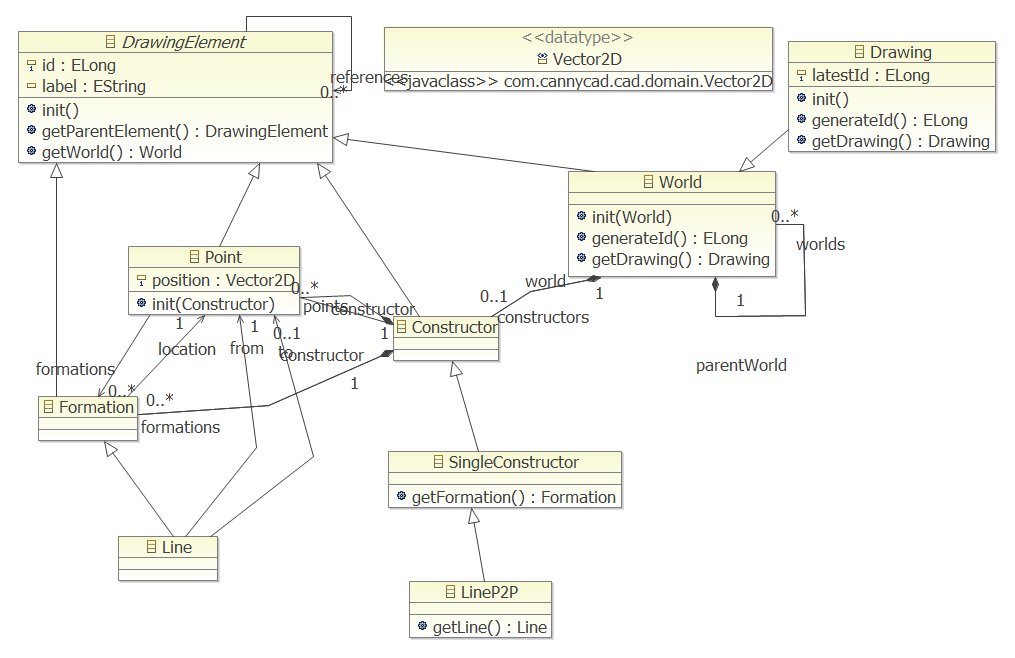 DrawingElement
id : ELong
label : EString
init()
getParentElement() : DrawingElement
getWorld() : World
references
0..*
<<datatype>>
Vector2D
<<javaclass>> com.cannycad.cad.domain.Vector2D
Drawing
latestId : ELong
init()
generateId() : ELong
getDrawing() : Drawing
World
init(World)
generateId() : ELong
getDrawing() : Drawing
0..*
worlds
1
parentWorld
Point
position : Vector2D
init(Constructor)
0..*
points
constructor
1
world
1
0..1
constructors
Constructor
1
location
from
1
0..1
to
constructor
1
formations
0..*
0..*
formations
Formation
SingleConstructor
getFormation() : Formation
Line
LineP2P
getLine() : Line